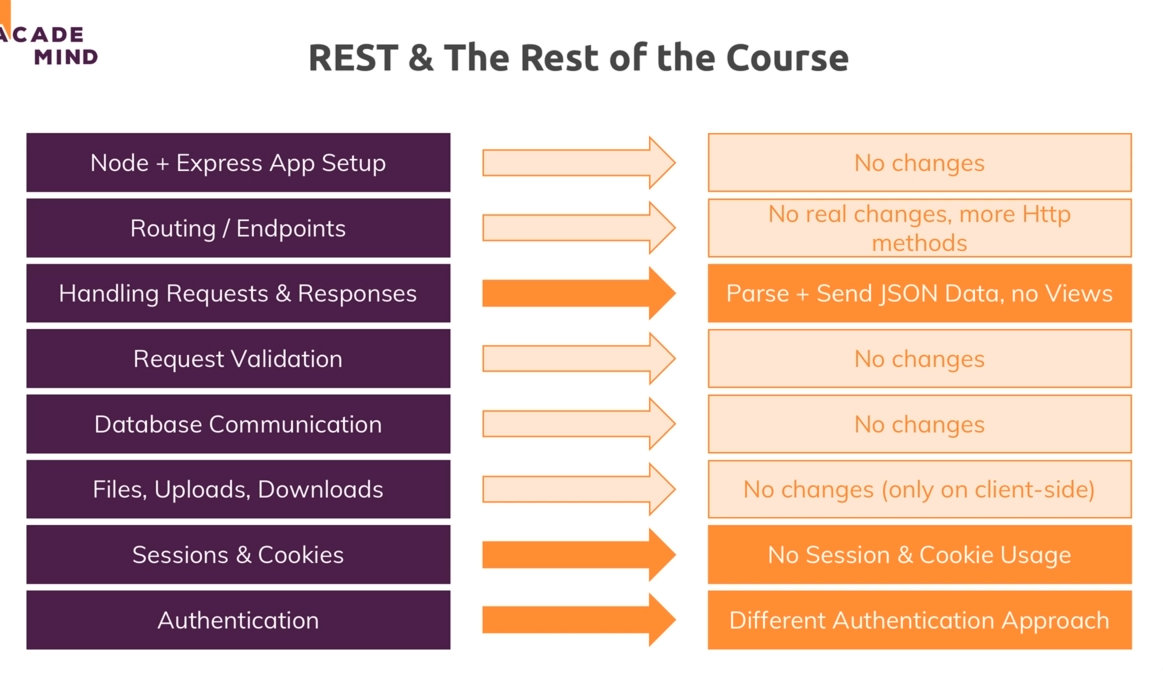 ACADE
MIND
REST & The Rest of the Course
Node + Express App Setup
No changes
Routing / Endpoints
No real changes, more Http
methods
Handling Requests & Responses
Parse + Send JSON Data, no Views
Request Validation
No changes
Database Communication
No changes
Files, Uploads, Downloads
No changes (only on client-side)
Sessions & Cookies
No Session & Cookie Usage
Authentication
Different Authentication Approach